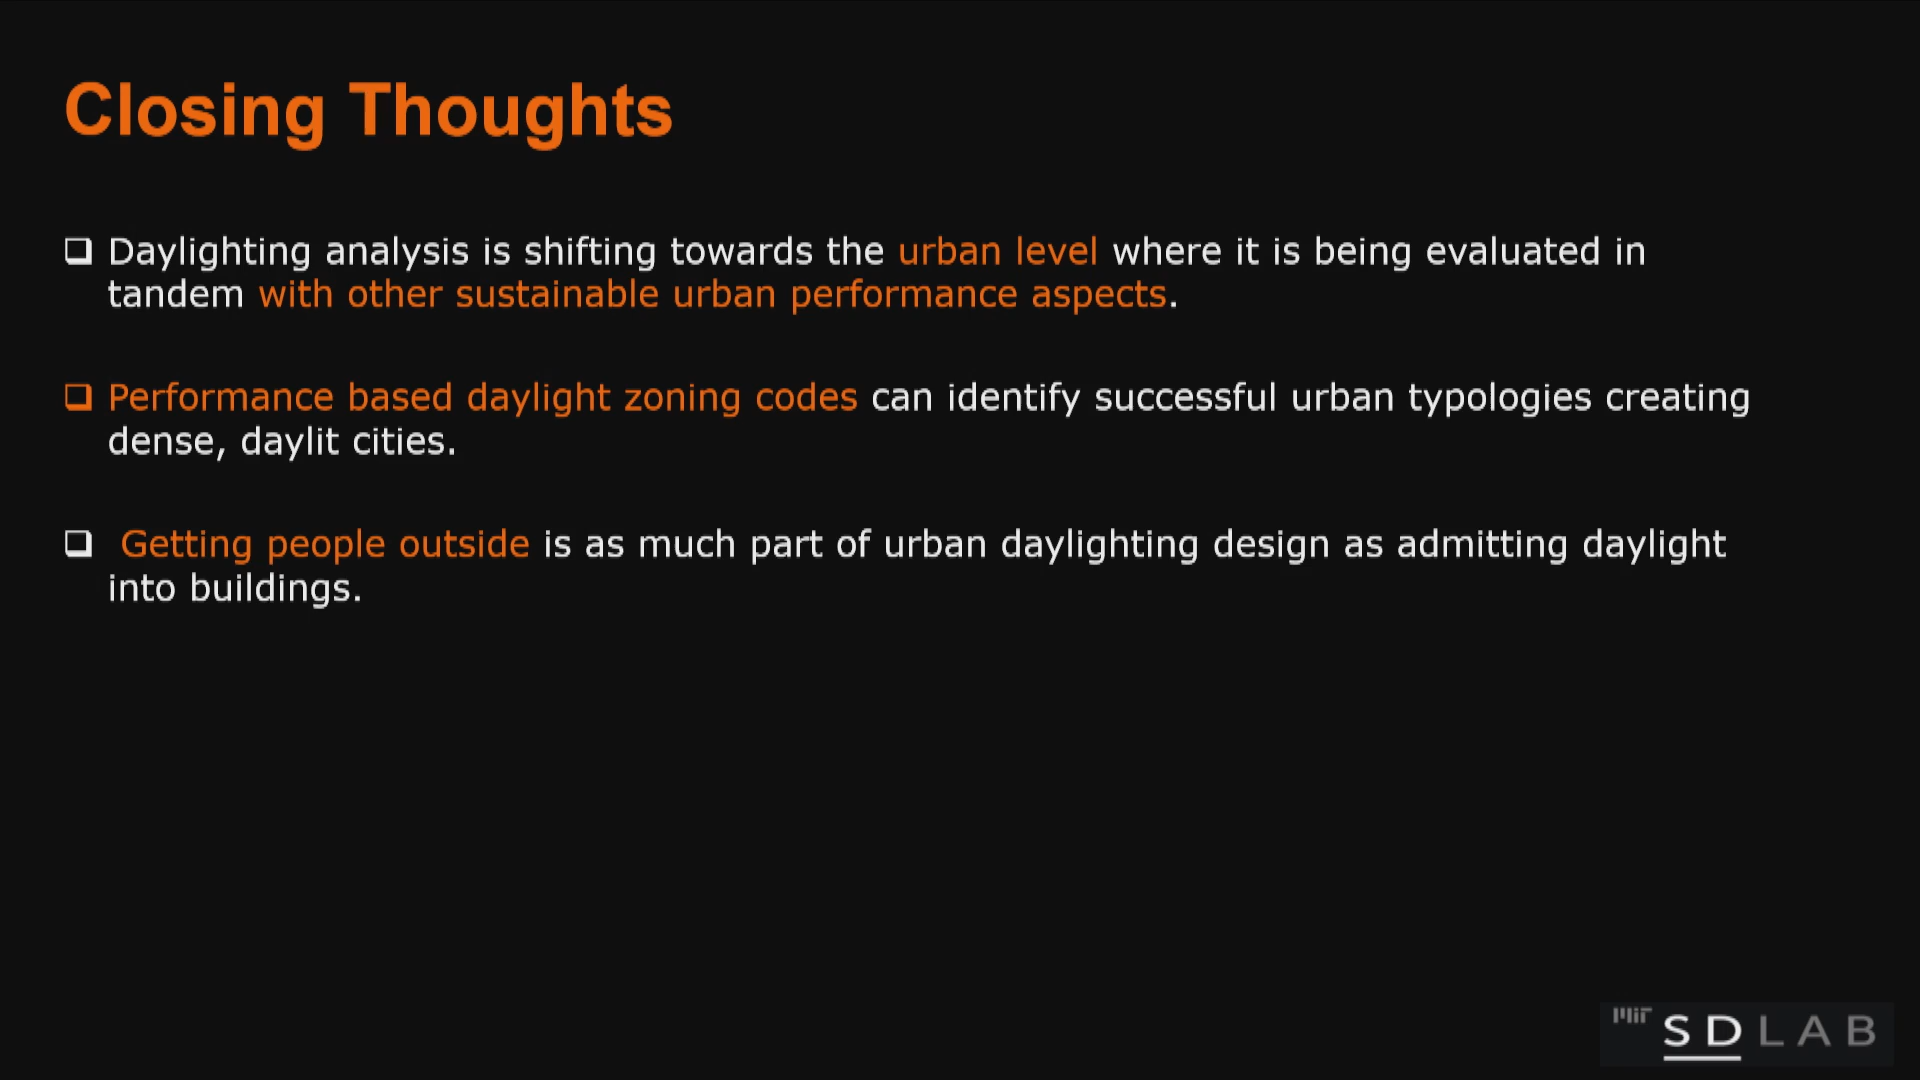 Closing Thoughts
❑ Daylighting analysis is shifting towards the urban level where it is being evaluated in
tandem with other sustainable urban performance aspects.
❑ Performance based daylight zoning codes can identify successful urban typologies creating
dense, daylit cities.
❑ Getting people outside is as much part of urban daylighting design as admitting daylight
into buildings.
MIT SDLAB